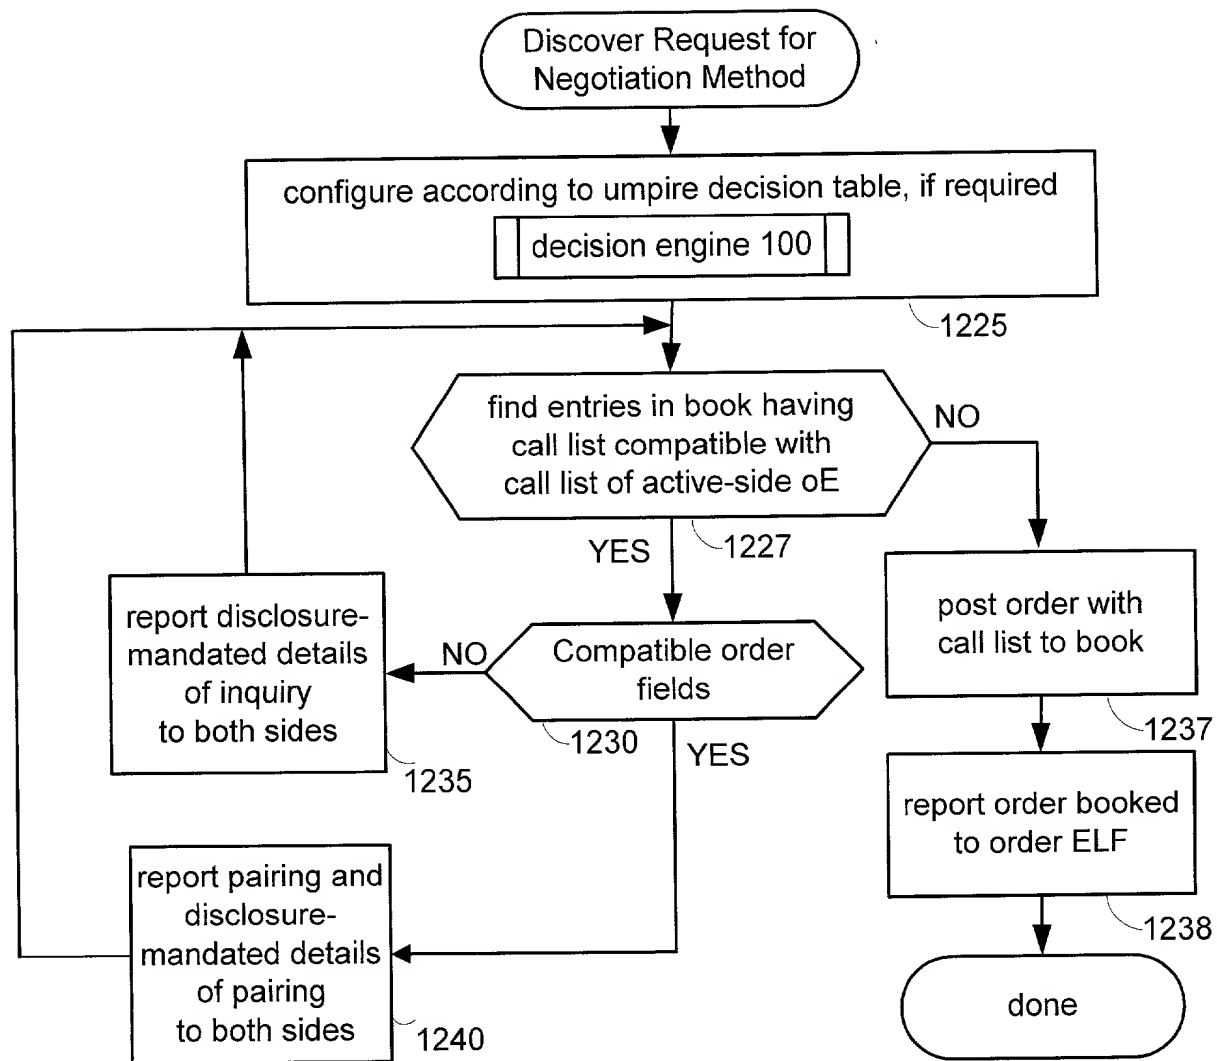 Discover Request for
Negotiation Method
configure according to umpire decision table, if required
decision engine 100
1225
find entries in book having
call list compatible with
call list of active-side oE
NO
1227
YES
post order with
call list to book
1237
report disclosure-
mandated details
of inquiry
to both sides
1235
NO
Compatible order
fields
1230
YES
report order booked
to order ELF
1238
report pairing and
disclosure-
mandated details
of pairing
to both sides
1240
done